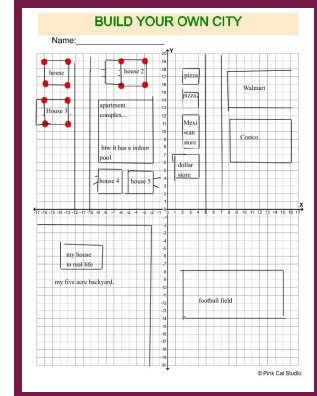 BUILD YOUR OWN CITY
Name:
Y
house
house 2
pizza
Walmart
House 3
apartment
complex...
pizza
Mexi
-can
store
Costco
btw it has a indoor
pool
dollar
store
house 4
house 5
X
my house
in real life
my five acre backyard.
football field
© Pink Cat Studio